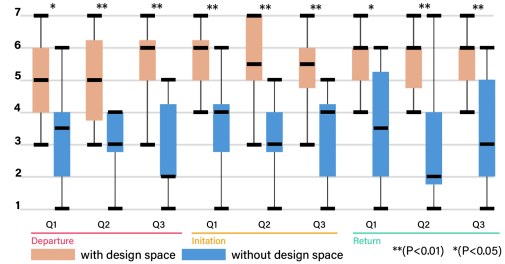 7 * ** ** ** ** ** * ** **
6
5
4
3
2
1
Q1 Q2 Q3 Q1 Q2 Q3 Q1 Q2 Q3
Departure Initation Return
with design space without design space **(P<0.01) *(P<0.05)